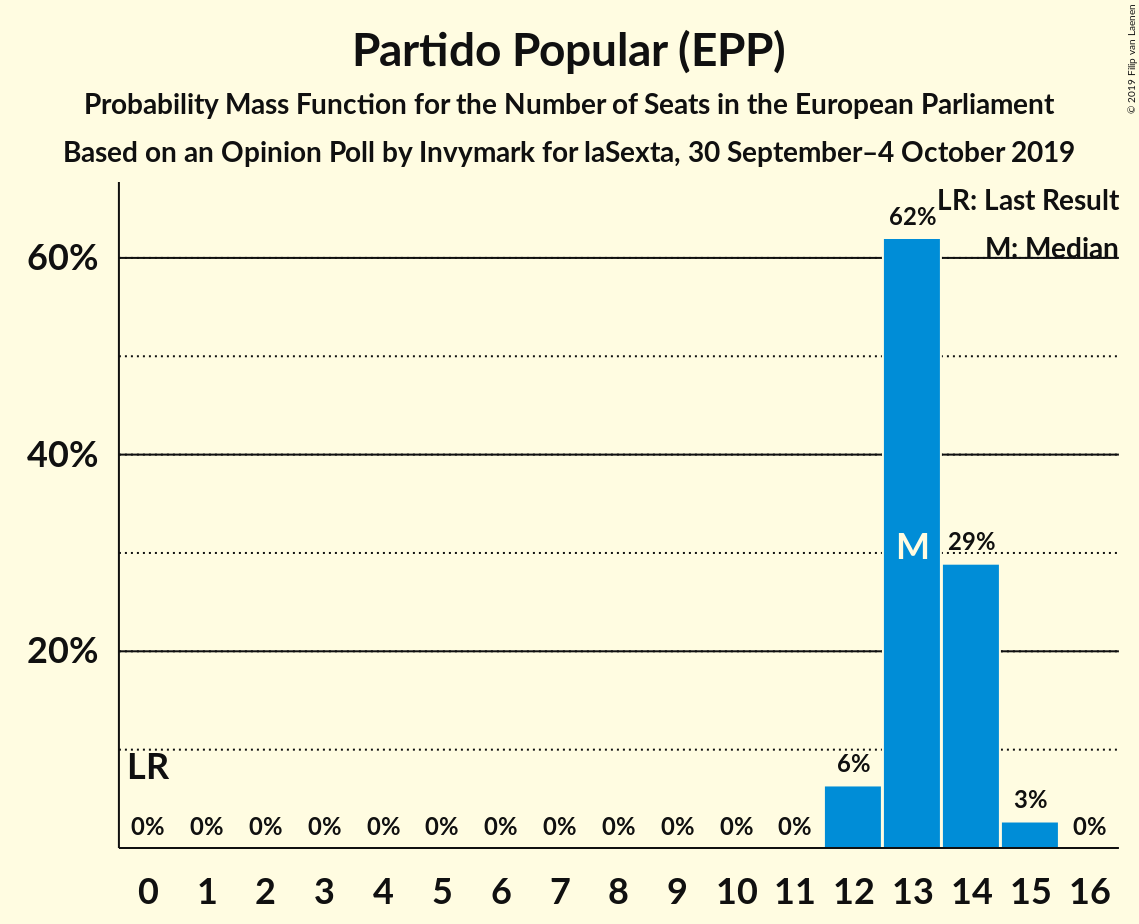 Partido Popular (EPP)
Probability Mass Function for the Number of Seats in the European Parliament
Based on an Opinion Poll by Invymark for laSexta, 30 September–4 October 2019
© 2019 Filip van Laenen
LR: Last Result
M: Median
62%
60%
40%
M
29%
20%
LR
6%
3%
0% 0% 0% 0% 0% 0% 0% 0% 0% 0% 0% 0% 0%
0 1 2 3 4 5 6 7 8 9 10 11 12 13 14 15 16